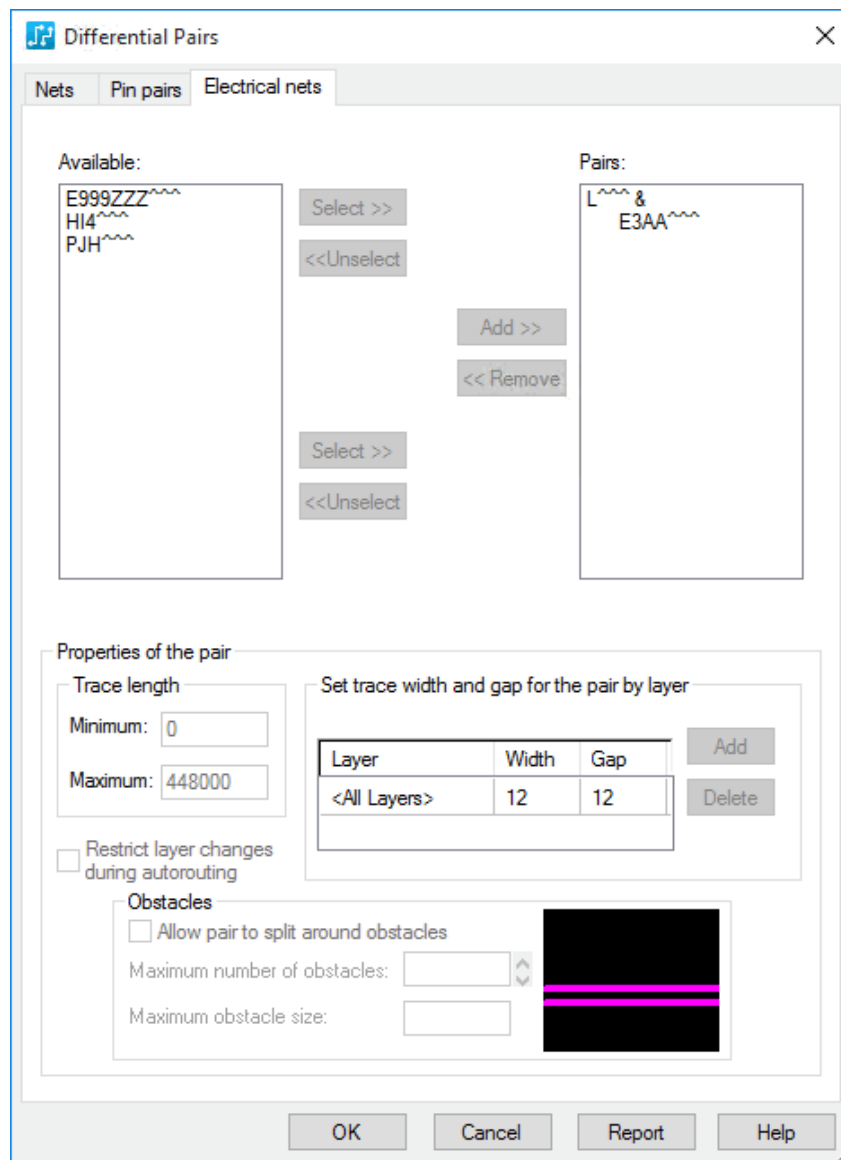 Differential Pairs
Nets Pin pairs Electrical nets
Available: Pairs:
E999ZZZ^^^ Select >> L^^^ &
HI4^^^ E3AA^^^
PJH^^^
<<Unselect
Add >>
<< Remove
Select >>
<<Unselect
Properties of the pair
Trace length Set trace width and gap for the pair by layer
Minimum: 0
Maximum: 448000
Layer Width Gap Add
<All Layers> 12 12 Delete
Restrict layer changes
during autorouting
Obstacles
Allow pair to split around obstacles
Maximum number of obstacles:
Maximum obstacle size:
OK Cancel Report Help